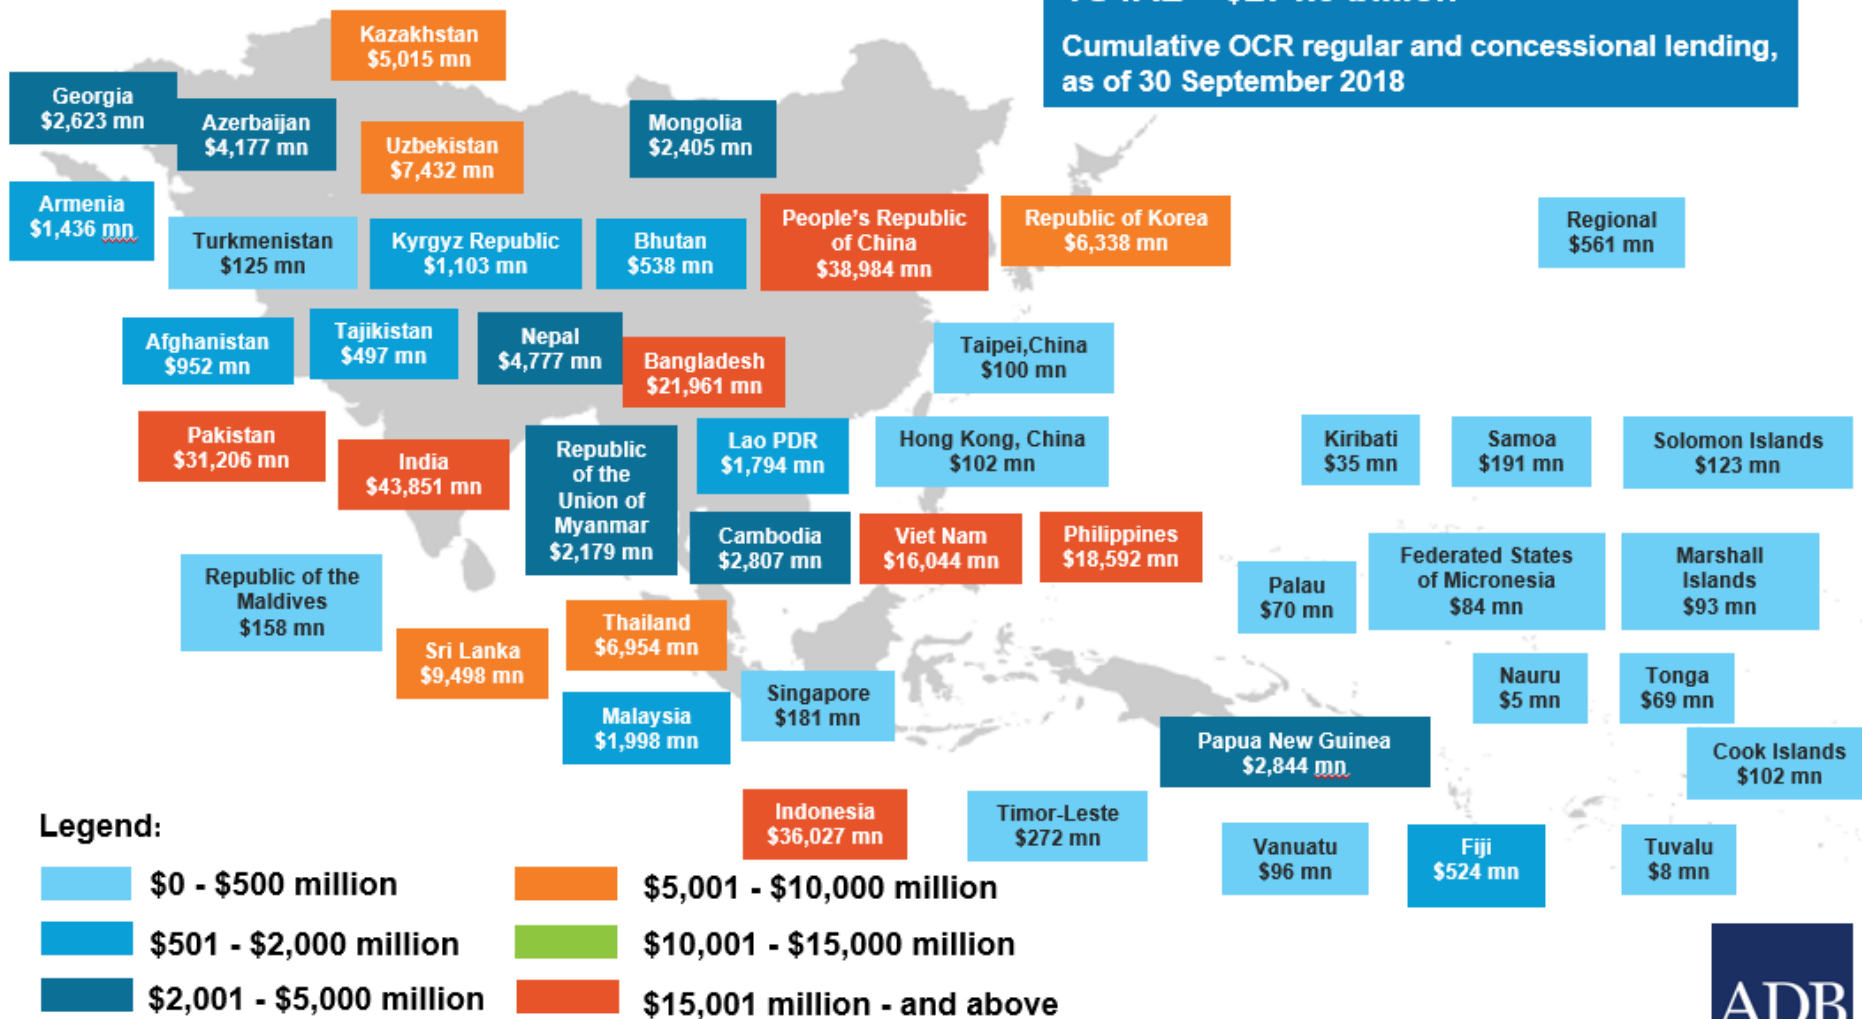 Cumulative OCR regular and concessional lending,
as of 30 September 2018
Kazakhstan
$5,015 mn
Georgia
$2,623 mn
Azerbaijan
$4,177 mn
Uzbekistan
$7,432 mn
Mongolia
$2,405 mn
Armenia
$1,436 mn
Turkmenistan
$125 mn
Kyrgyz Republic
$1,103 mn
Bhutan
$538 mn
People's Republic
of China
$38,984 mn
Republic of Korea
$6,338 mn
Regional
$561 mn
Afghanistan
$952 mn
Tajikistan
$497 mn
Nepal
$4,777 mn
Bangladesh
$21,961 mn
Taipei,China
$100 mn
Pakistan
$31,206 mn
India
$43,851 mn
Republic
of the
Union of
Myanmar
$2,179 mn
Lao PDR
$1,794 mn
Hong Kong, China
$102 mn
Kiribati
$35 mn
Samoa
$191 mn
Solomon Islands
$123 mn
Cambodia
$2,807 mn
Viet Nam
$16,044 mn
Philippines
$18,592 mn
Republic of the
Maldives
$158 mn
Palau
$70 mn
Federated States
of Micronesia
$84 mn
Marshall
Islands
$93 mn
Sri Lanka
$9,498 mn
Thailand
$6,954 mn
Malaysia
$1,998 mn
Singapore
$181 mn
Nauru
$5 mn
Tonga
$69 mn
Papua New Guinea
$2,844 mn
Cook Islands
$102 mn
Indonesia
$36,027 mn
Timor-Leste
$272 mn
Vanuatu
$96 mn
Fiji
$524 mn
Tuvalu
$8 mn
Legend:
$0 - $500 million
$501 - $2,000 million
$2,001 - $5,000 million
$5,001 - $10,000 million
$10,001 - $15,000 million
$15,001 million - and above
ADB